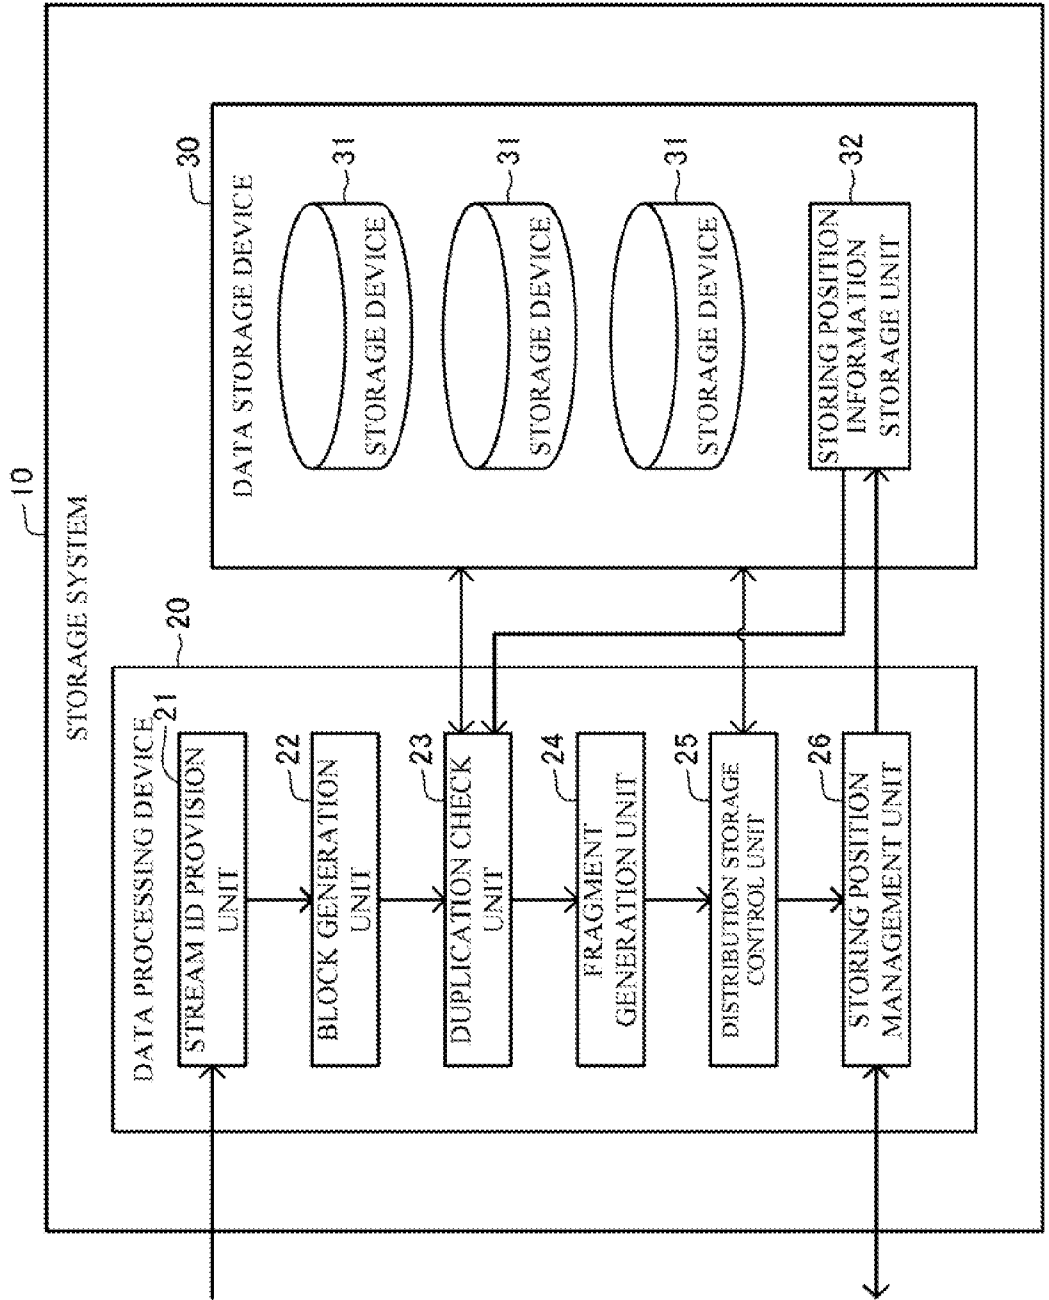 10
STORAGE SYSTEM
20
DATA PROCESSING DEVICE
21
STREAM ID PROVISION
UNIT
22
BLOCK GENERATION
UNIT
23
DUPLICATION CHECK
UNIT
24
FRAGMENT
GENERATION UNIT
25
DISTRIBUTION STORAGE
CONTROL UNIT
26
STORING POSITION
MANAGEMENT UNIT
30
DATA STORAGE DEVICE
31
STORAGE DEVICE
31
STORAGE DEVICE
31
STORAGE DEVICE
32
STORING POSITION
INFORMATION
STORAGE UNIT